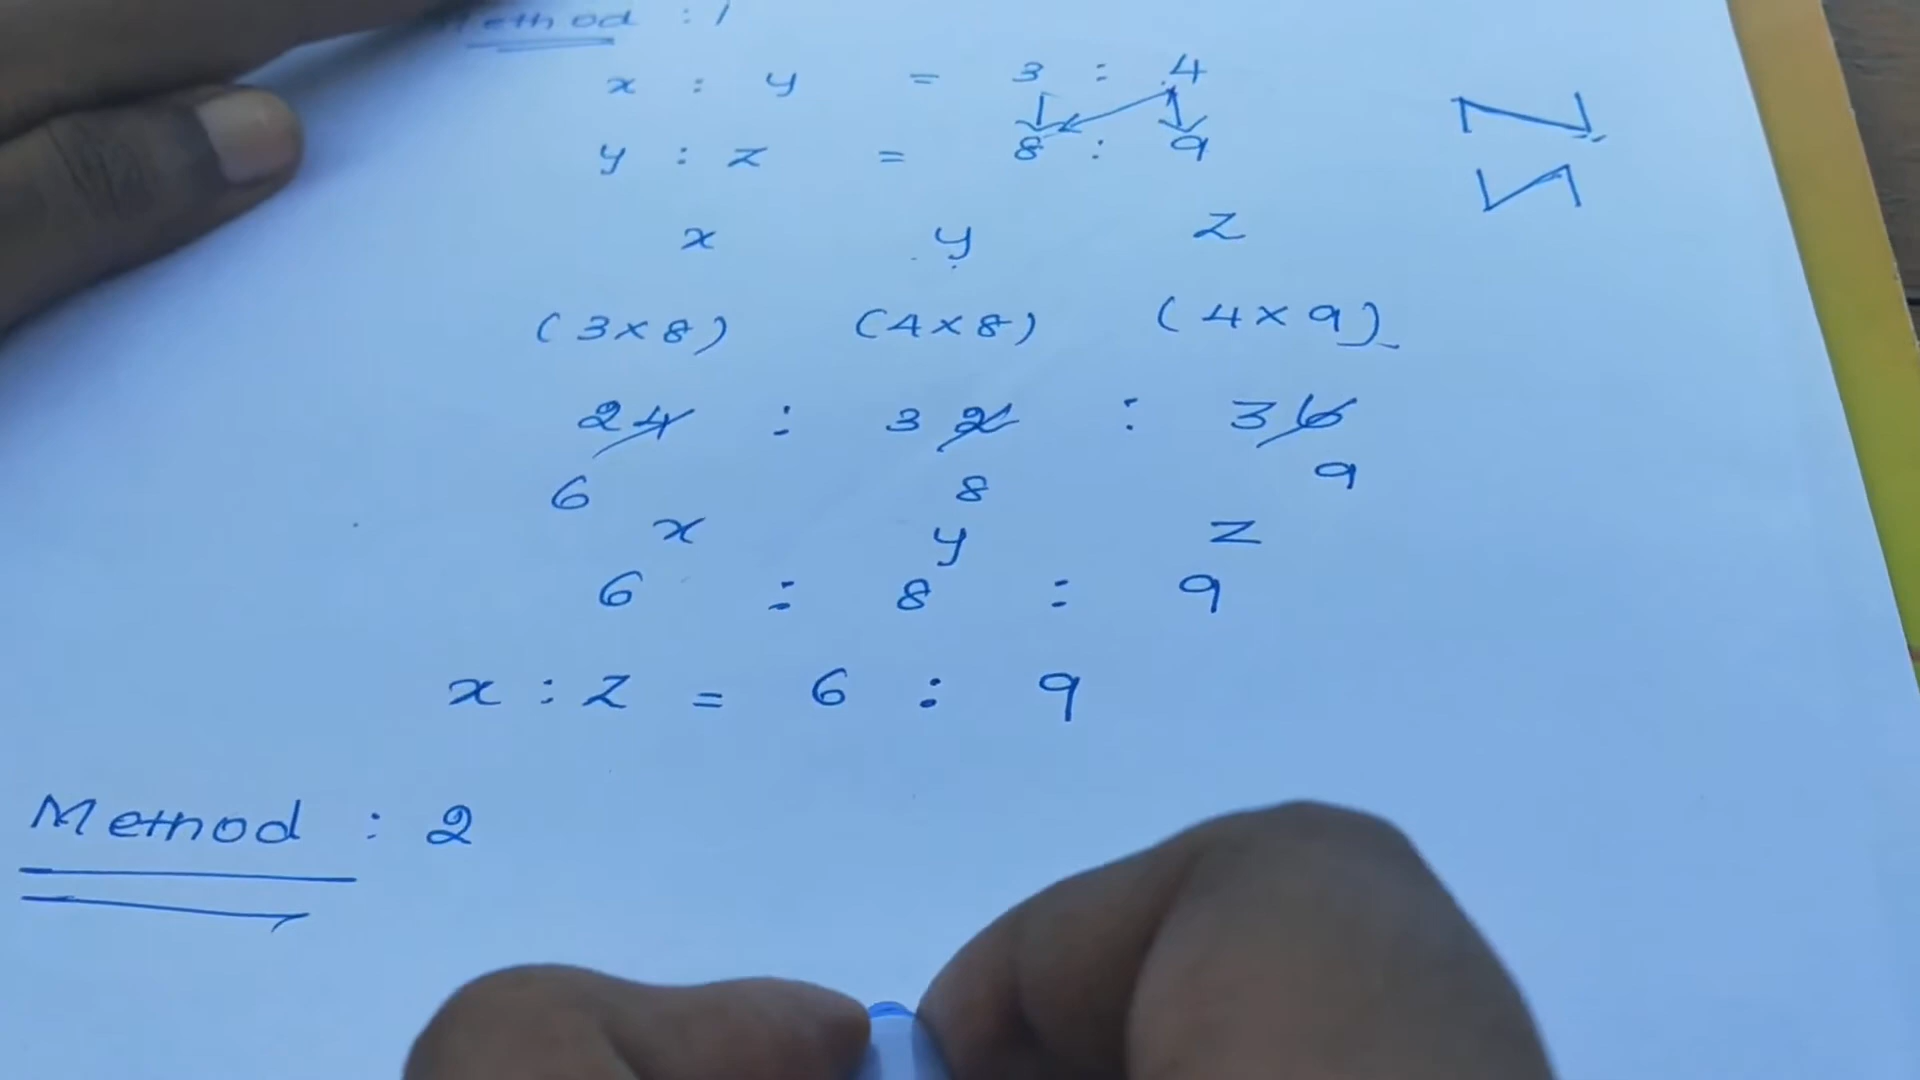 Method : 1
x : y = 3 : 4
y : z = 8 : 9
x y z
(3 x 8) (4 x 8) (4 x 9)
24 : 32 : 36
6 8 9
x y z
6 : 8 : 9
x : z = 6 : 9
Method : 2